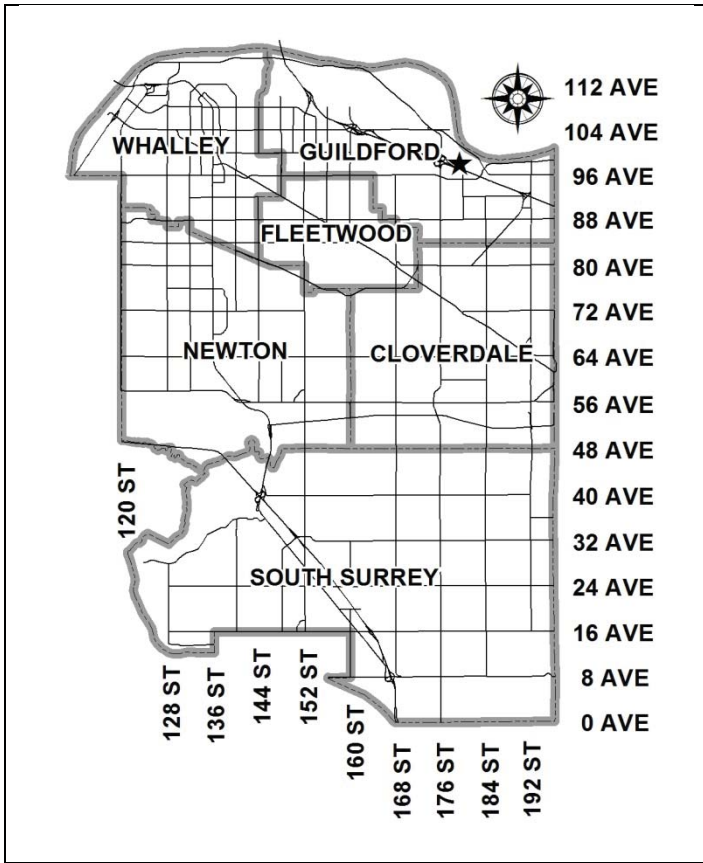 112 AVE
104 AVE
WHALLEY
GUILDFORD
96 AVE
88 AVE
FLEETWOOD
80 AVE
72 AVE
NEWTON
CLOVERDALE
64 AVE
56 AVE
48 AVE
120 ST
40 AVE
32 AVE
SOUTH SURREY
24 AVE
16 AVE
8 AVE
0 AVE
128 ST
136 ST
144 ST
152 ST
160 ST
168 ST
176 ST
184 ST
192 ST